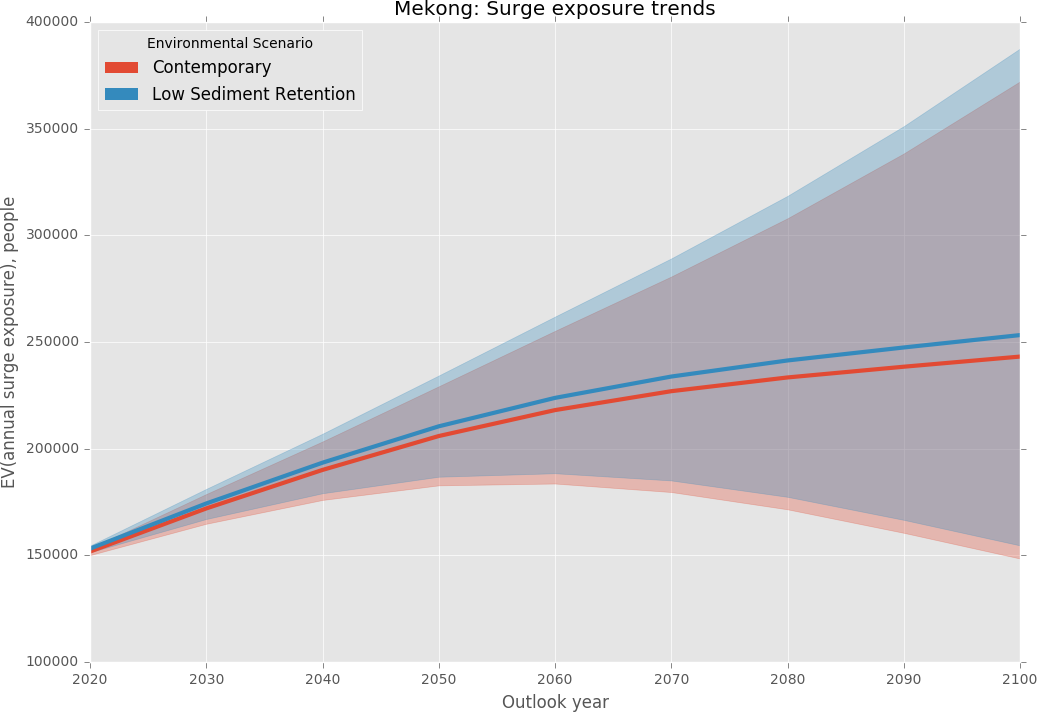 Mekong: Surge exposure trends
Environmental Scenario
Contemporary
Low Sediment Retention
EV(annual surge exposure), people
400000
350000
300000
250000
200000
150000
100000
2020 2030 2040 2050 2060 2070 2080 2090 2100
Outlook year